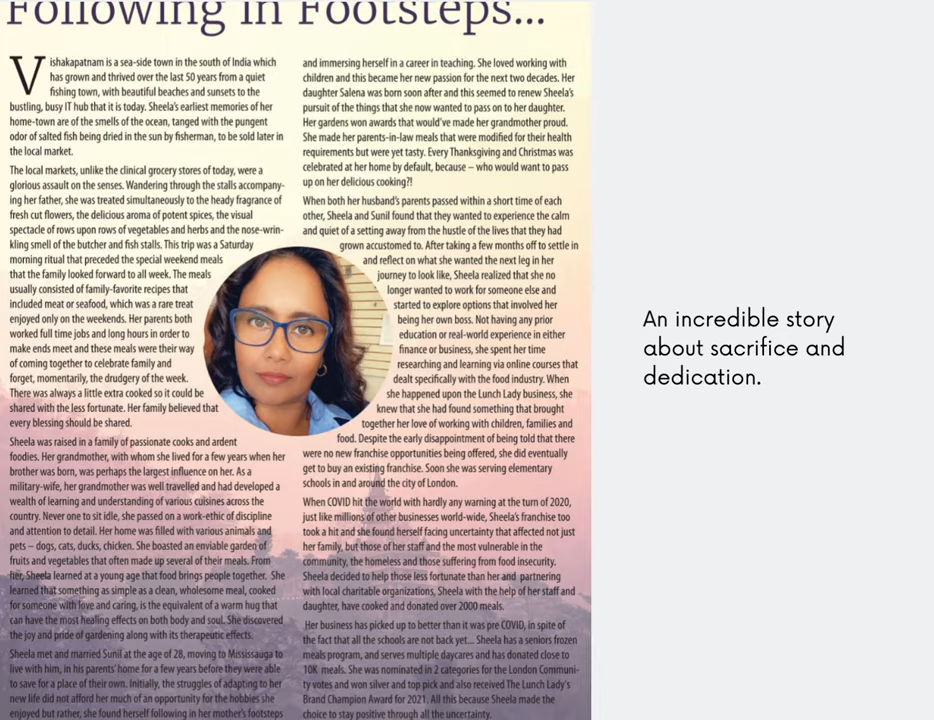 Following in Footsteps...
Vishakapatnam is a sea-side town in the south of India which
has grown and thrived over the last 50 years from a quiet
fishing town, with beautiful beaches and sunsets to the
bustling, busy IT hub that it is today. Sheela's earliest memories of her
home-town are of the smells of the ocean, tanged with the pungent
odor of salted fish being dried in the sun by fisherman, to be sold later in
the local market.
The local markets, unlike the clinical grocery stores of today, were a
glorious assault on the senses. Wandering through the stalls accompany-
ing her father, she was treated simultaneously to the heady fragrance of
fresh cut flowers, the delicious aroma of potent spices, the visual
spectacle of rows upon rows of vegetables and herbs and the nose-wrin-
kling smell of the butcher and fish stalls. This trip was a Saturday
morning ritual that preceded the special weekend meals
that the family looked forward to all week. The meals
usually consisted of family-favorite recipes that
included meat or seafood, which was a rare treat
enjoyed only on the weekends. Her parents both
worked full time jobs and long hours in order to
make ends meet and these meals were their way
of coming together to celebrate family and
forget, momentarily, the drudgery of the week.
There was always a little extra cooked so it could be
shared with the less fortunate. Her family believed that
every blessing should be shared.
Sheela was raised in a family of passionate cooks and ardent
foodies. Her grandmother, with whom she lived for a few years when her
brother was born, was perhaps the largest influence on her. As a
military-wife, her grandmother was well travelled and had developed a
wealth of learning and understanding of various cuisines across the
country. Never one to sit idle, she passed on a work-ethic of discipline
and attention to detail. Her home was filled with various animals and
pets – dogs, cats, ducks, chicken. She boasted an enviable garden of
fruits and vegetables that often made up several of their meals. From
her, Sheela learned at a young age that food brings people together. She
learned that something as simple as a clean, wholesome meal, cooked
for someone with love and caring, is the equivalent of a warm hug that
can have the most healing effects on both body and soul. She discovered
the joy and pride of gardening along with its therapeutic effects.
Sheela met and married Sunil at the age of 28, moving to Mississauga to
live with him, in his parents' home for a few years before they were able
to save for a place of their own. Initially, the struggles of adapting to her
new life did not afford her much of an opportunity for the hobbies she
enjoyed but rather, she found herself following in her mother's footsteps
and immersing herself in a career in teaching. She loved working with
children and this became her new passion for the next two decades. Her
daughter Salena was born soon after and this seemed to renew Sheela's
pursuit of the things that she now wanted to pass on to her daughter.
Her gardens won awards that would've made her grandmother proud.
She made her parents-in-law meals that were modified for their health
requirements but were yet tasty. Every Thanksgiving and Christmas was
celebrated at her home by default, because – who would want to pass
up on her delicious cooking?!
When both her husband's parents passed within a short time of each
other, Sheela and Sunil found that they wanted to experience the calm
and quiet of a setting away from the hustle of the lives that they had
grown accustomed to. After taking a few months off to settle in
and reflect on what she wanted the next leg in her
journey to look like, Sheela realized that she no
longer wanted to work for someone else and
started to explore options that involved her
being her own boss. Not having any prior
education or real-world experience in either
finance or business, she spent her time
researching and learning via online courses that
dealt specifically with the food industry. When
she happened upon the Lunch Lady business, she
knew that she had found something that brought
together her love of working with children, families and
food. Despite the early disappointment of being told that there
were no new franchise opportunities being offered, she did eventually
get to buy an existing franchise. Soon she was serving elementary
schools in and around the city of London.
When COVID hit the world with hardly any warning at the turn of 2020,
just like millions of other businesses world-wide, Sheela's franchise too
took a hit and she found herself facing uncertainty that affected not just
her family, but those of her staff and the most vulnerable in the
community, the homeless and those suffering from food insecurity.
Sheela decided to help those less fortunate than her and partnering
with local charitable organizations, Sheela with the help of her staff and
daughter, have cooked and donated over 2000 meals.
Her business has picked up to better than it was pre COVID, in spite of
the fact that all the schools are not back yet... Sheela has a seniors frozen
meals program, and serves multiple daycares and has donated close to
10K meals. She was nominated in 2 categories for the London Communi-
ty votes and won silver and top pick and also received The Lunch Lady's
Brand Champion Award for 2021. All this because Sheela made the
choice to stay positive through all the uncertainty.
An incredible story
about sacrifice and
dedication.